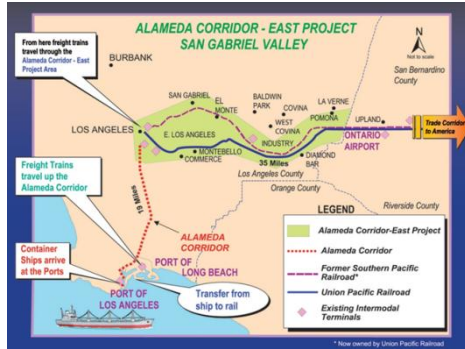 ALAMEDA CORRIDOR - EAST PROJECT
SAN GABRIEL VALLEY
From here freight trains
travel through the
Alameda Corridor - East
Project Area
N
Not to scale
BURBANK
San Bernardino
County
SAN GABRIEL
EL
MONTE
BALDWIN
PARK
COVINA
LA VERNE
WEST
COVINA
POMONA
UPLAND
Trade Corridor
to America
LOS ANGELES
E. LOS ANGELES
INDUSTRY
ONTARIO
AIRPORT
MONTEBELLO
COMMERCE
35 Miles
DIAMOND
BAR
Los Angeles County
Orange County
Freight Trains
travel up the
Alameda Corridor
19 Miles
Riverside County
LEGEND
Alameda Corridor-East Project
Alameda Corridor
Former Southern Pacific
Railroad*
Union Pacific Railroad
Existing Intermodal
Terminals
ALAMEDA
CORRIDOR
Container
Ships arrive
at the Ports
PORT OF
LONG BEACH
PORT OF
LOS ANGELES
Transfer from
ship to rail
* Now owned by Union Pacific Railroad